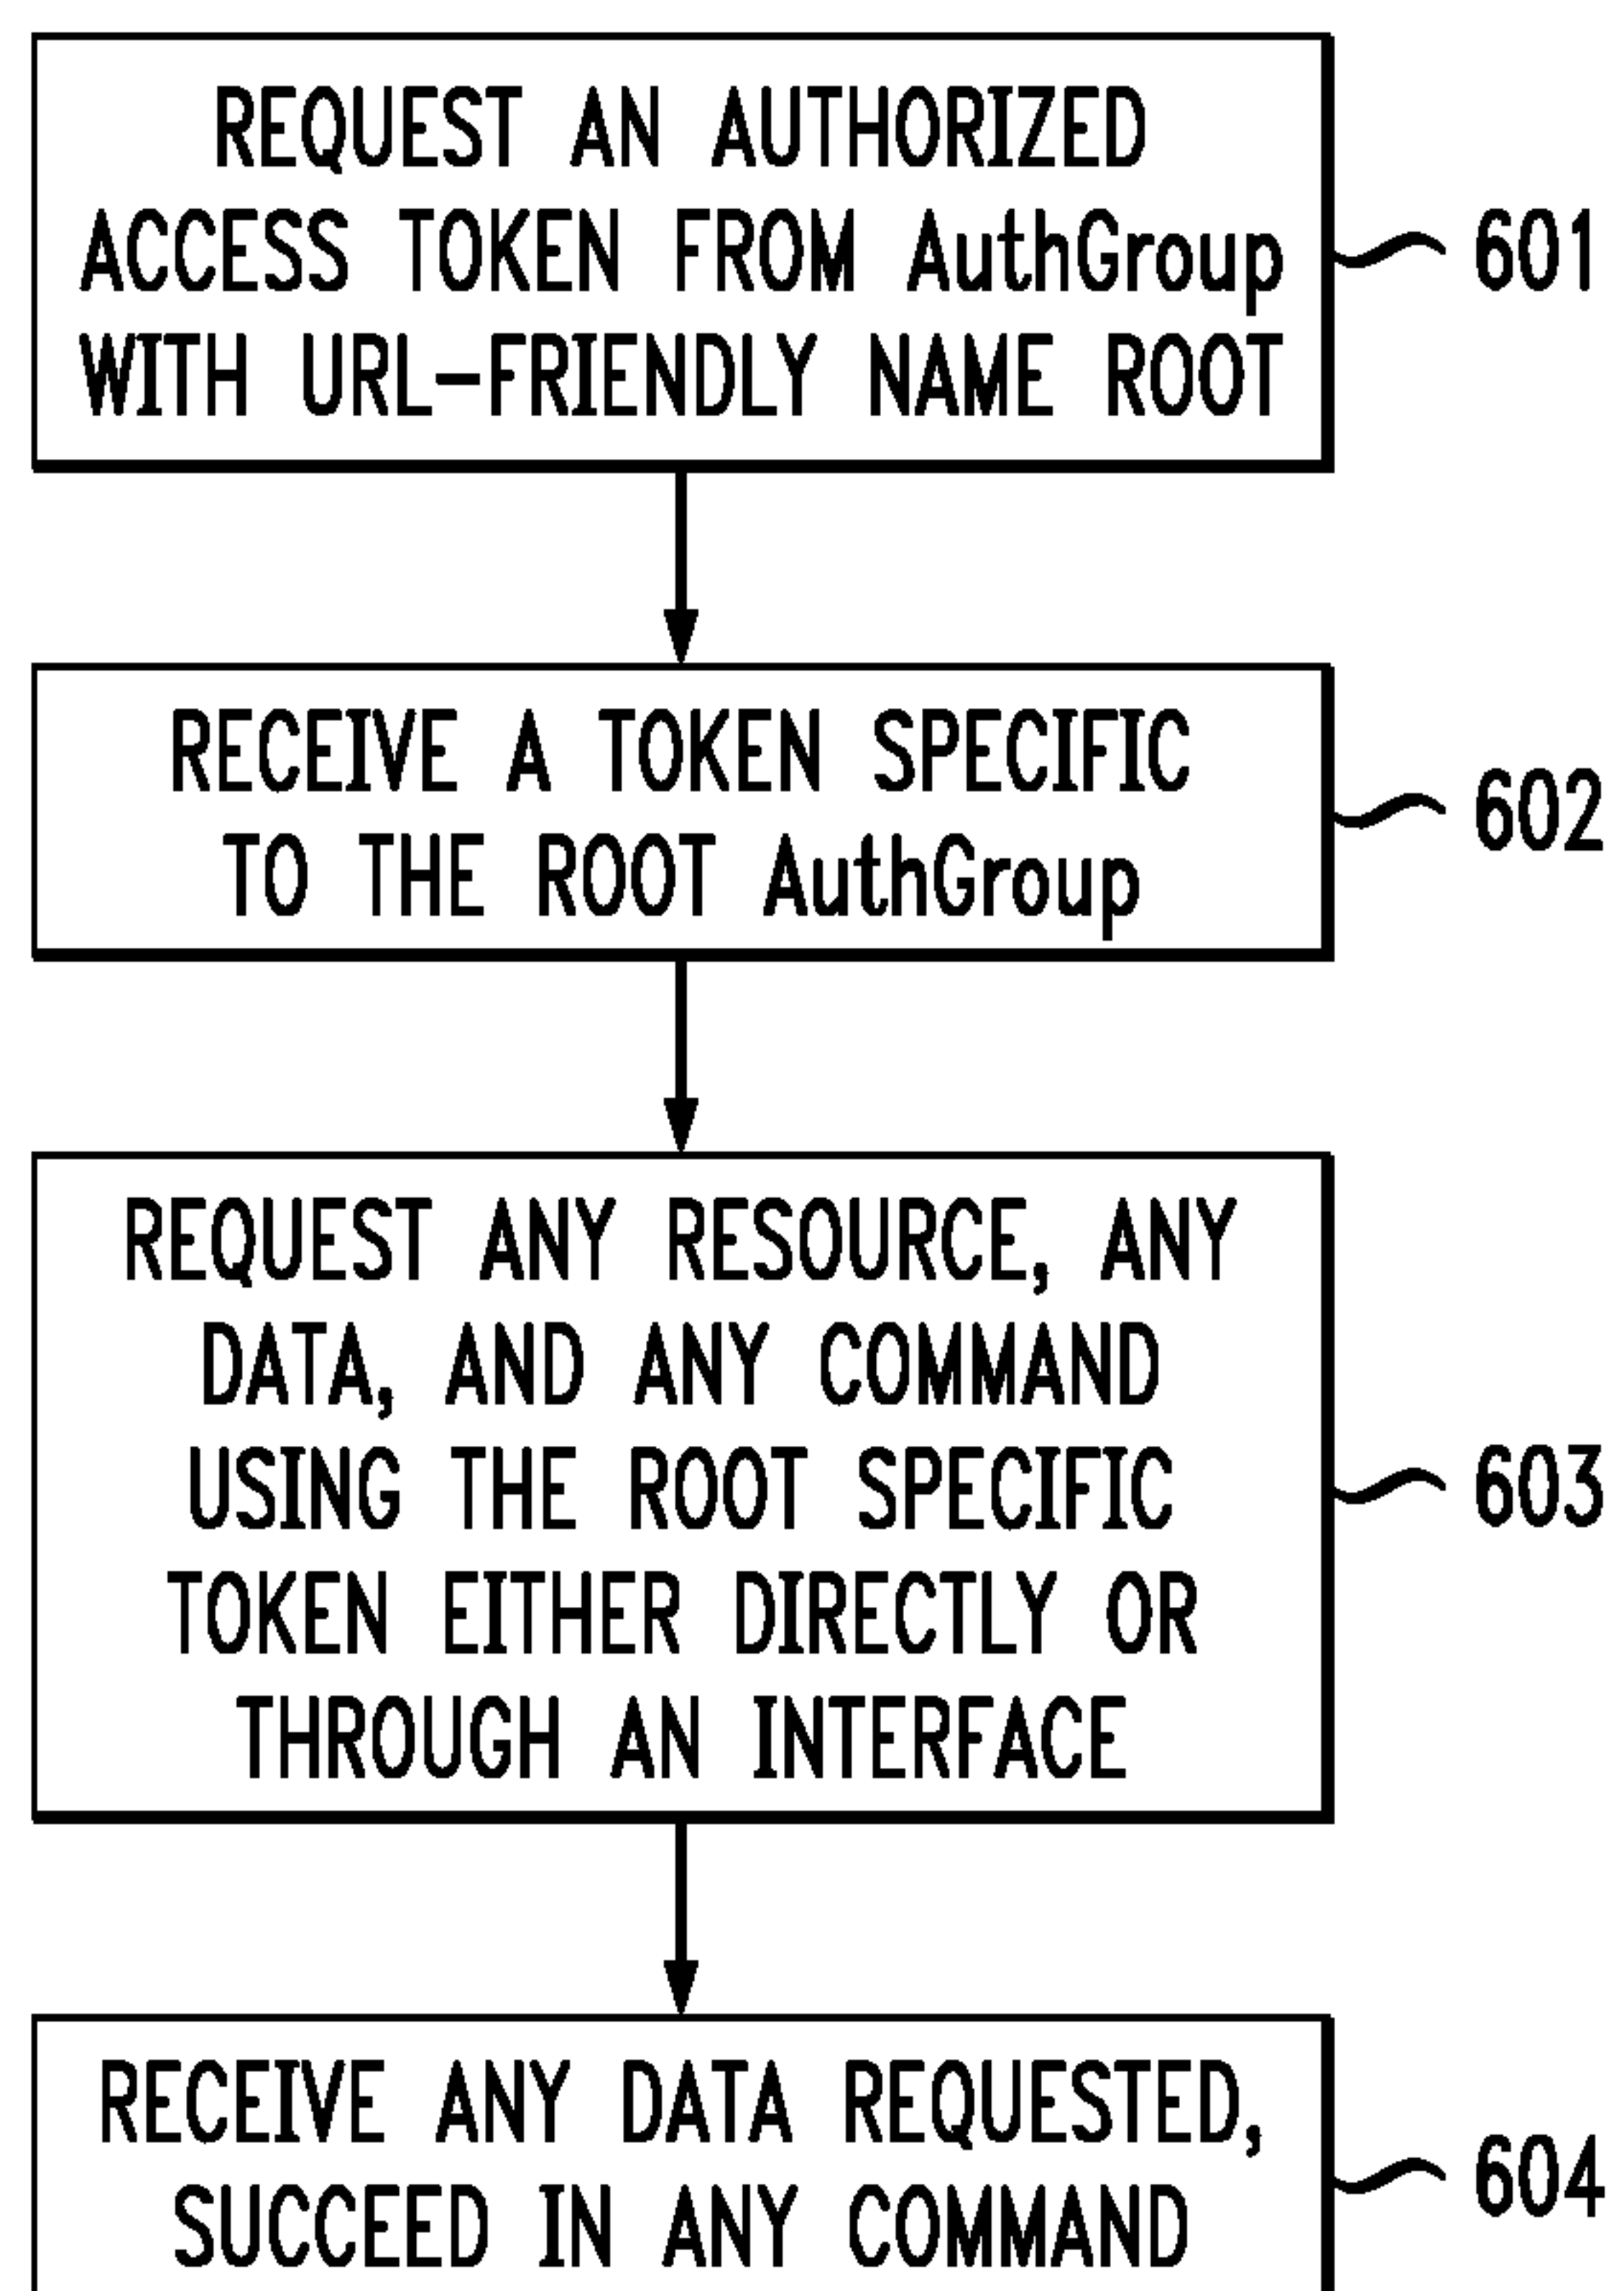 REQUEST AN AUTHORIZED
ACCESS TOKEN FROM AuthGroup
WITH URL-FRIENDLY NAME ROOT
601
RECEIVE A TOKEN SPECIFIC
TO THE ROOT AuthGroup
602
REQUEST ANY RESOURCE, ANY
DATA, AND ANY COMMAND
USING THE ROOT SPECIFIC
TOKEN EITHER DIRECTLY OR
THROUGH AN INTERFACE
603
RECEIVE ANY DATA REQUESTED,
SUCCEED IN ANY COMMAND
604